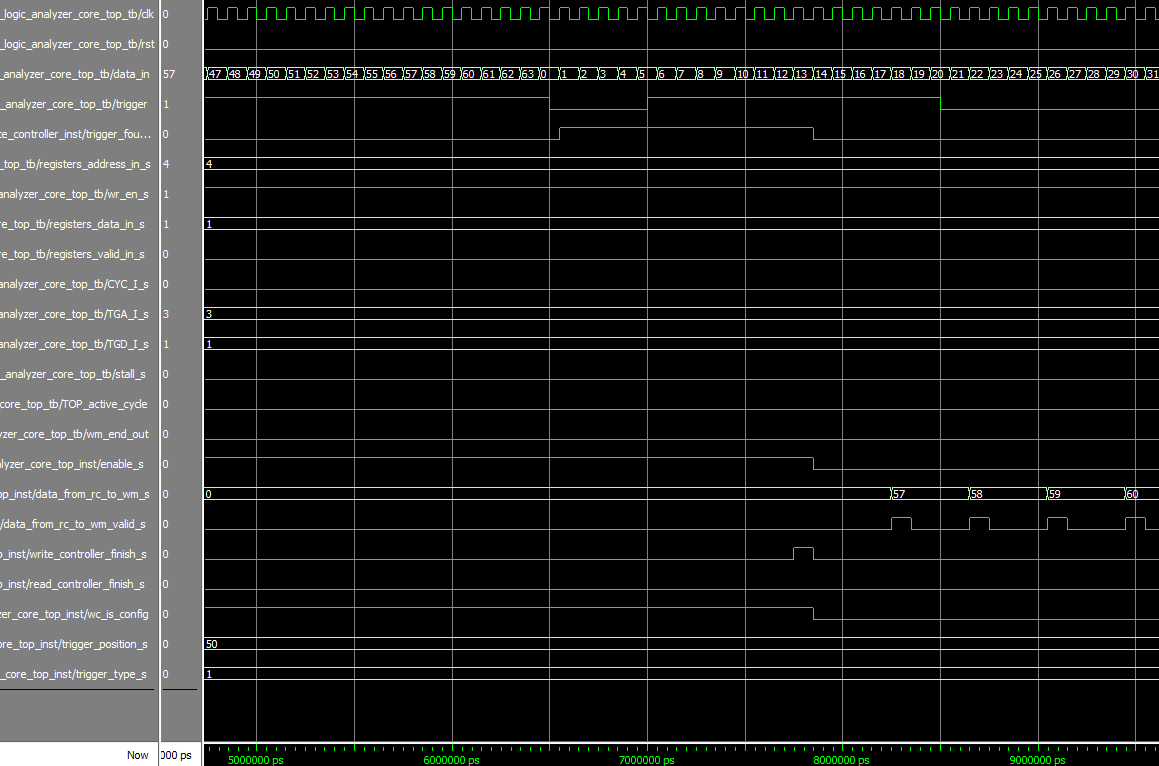 _logic_analyzer_core_top_tb/clk 0
_logic_analyzer_core_top_tb/rst 0
_analyzer_core_top_tb/data_in 57 47 48 49 50 51 52 53 54 55 56 57 58 59 60 61 62 63 0 1 2 3 4 5 6 7 8 9 10 11 12 13 14 15 16 17 18 19 20 21 22 23 24 25 26 27 28 29 30 31
_analyzer_core_top_tb/trigger 1
te_controller_inst/trigger_fou... 0
_top_tb/registers_address_in_s 4 4
analyzer_core_top_tb/wr_en_s 1
re_top_tb/registers_data_in_s 1 1
re_top_tb/registers_valid_in_s 0
analyzer_core_top_tb/CYC_I_s 0
analyzer_core_top_tb/TGA_I_s 3 3
analyzer_core_top_tb/TGD_I_s 1 1
_analyzer_core_top_tb/stall_s 0
core_top_tb/TOP_active_cycle 0
yzer_core_top_tb/wm_end_out 0
alyzer_core_top_inst/enable_s 0
op_inst/data_from_rc_to_wm_s 0 0 57 58 59 60
/data_from_rc_to_wm_valid_s 0
p_inst/write_controller_finish_s 0
p_inst/read_controller_finish_s 0
zer_core_top_inst/wc_is_config 0
ore_top_inst/trigger_position_s 0 50
_core_top_inst/trigger_type_s 0 1
Now 000 ps 5000000 ps 6000000 ps 7000000 ps 8000000 ps 9000000 ps